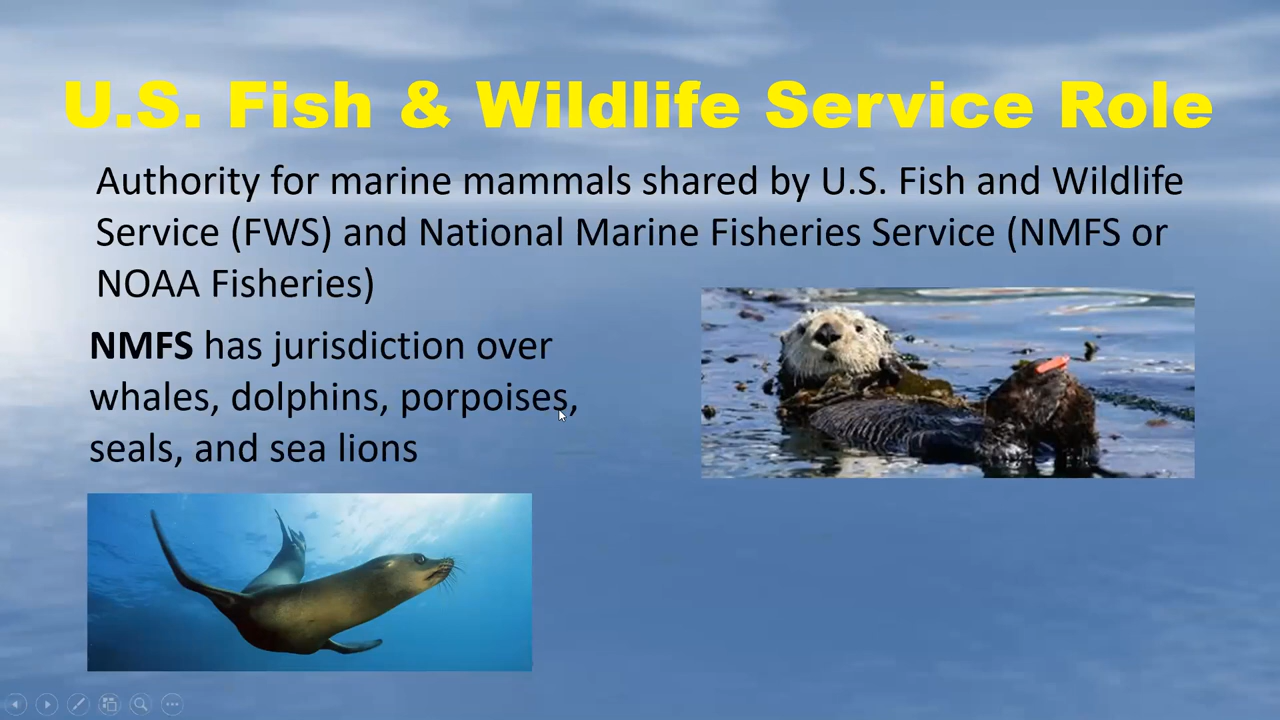 U.S. Fish & Wildlife Service Role
Authority for marine mammals shared by U.S. Fish and Wildlife
Service (FWS) and National Marine Fisheries Service (NMFS or
NOAA Fisheries)
NMFS has jurisdiction over
whales, dolphins, porpoises,
seals, and sea lions